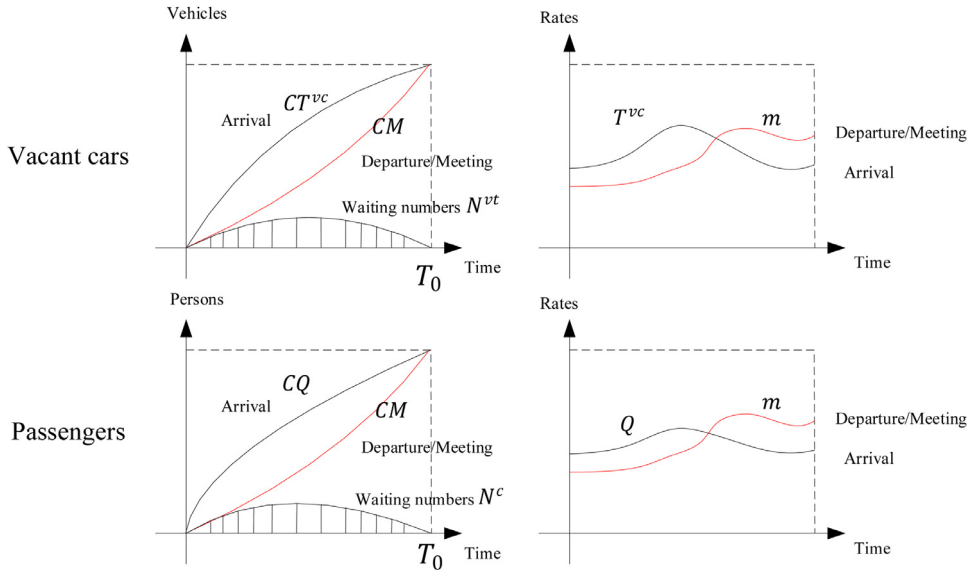 Vehicles
Rates
CT^{vc}
T^{vc}
m
Arrival
CM
Departure/Meeting
Vacant cars
Departure/Meeting
Arrival
Waiting numbers N^{vt}
T_0
Time
Time
Persons
Rates
CQ
m
Arrival
CM
Q
Departure/Meeting
Passengers
Departure/Meeting
Arrival
Waiting numbers N^c
T_0
Time
Time